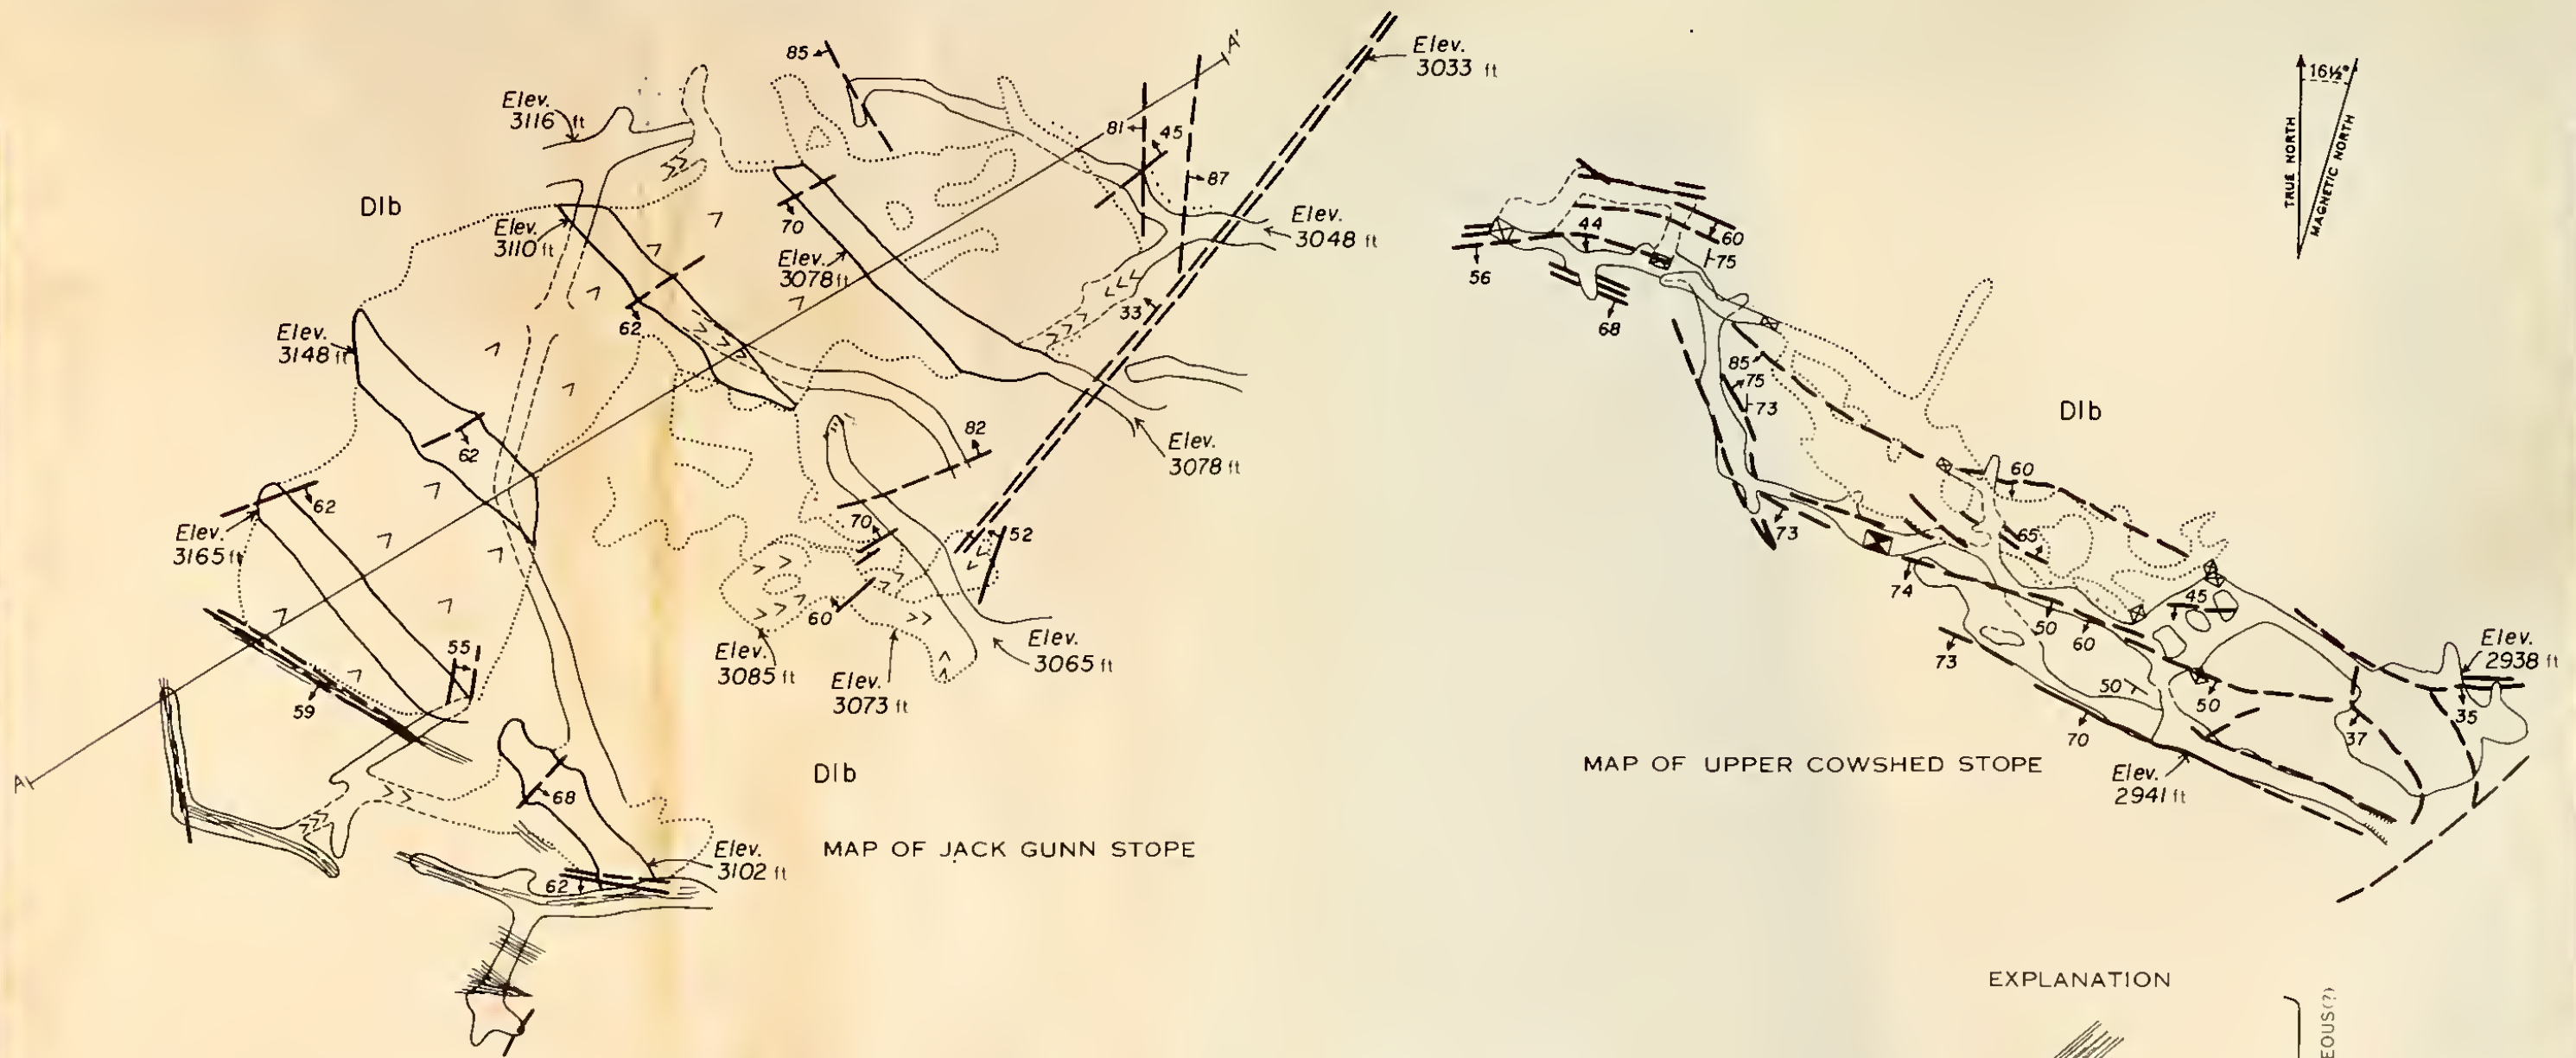 85
A'
Elev.
3033 ft
16½°
TRUE NORTH
MAGNETIC NORTH
Elev.
3116 ft
81
45
87
Dlb
Elev.
3110 ft
70
Elev.
3078 ft
Elev.
3048 ft
33
62
Elev.
3148 ft
62
82
Elev.
3078 ft
62
Elev.
3165 ft
70
52
60
55
59
Elev.
3085 ft
Elev.
3073 ft
Elev.
3065 ft
A
68
Dlb
62
Elev.
3102 ft
MAP OF JACK GUNN STOPE
44
60
75
56
68
85
75
73
Dlb
60
73
65
74
45
50
60
73
50
50
Elev.
2938 ft
35
37
70
Elev.
2941 ft
MAP OF UPPER COWSHED STOPE
EXPLANATION
EOUS(?)